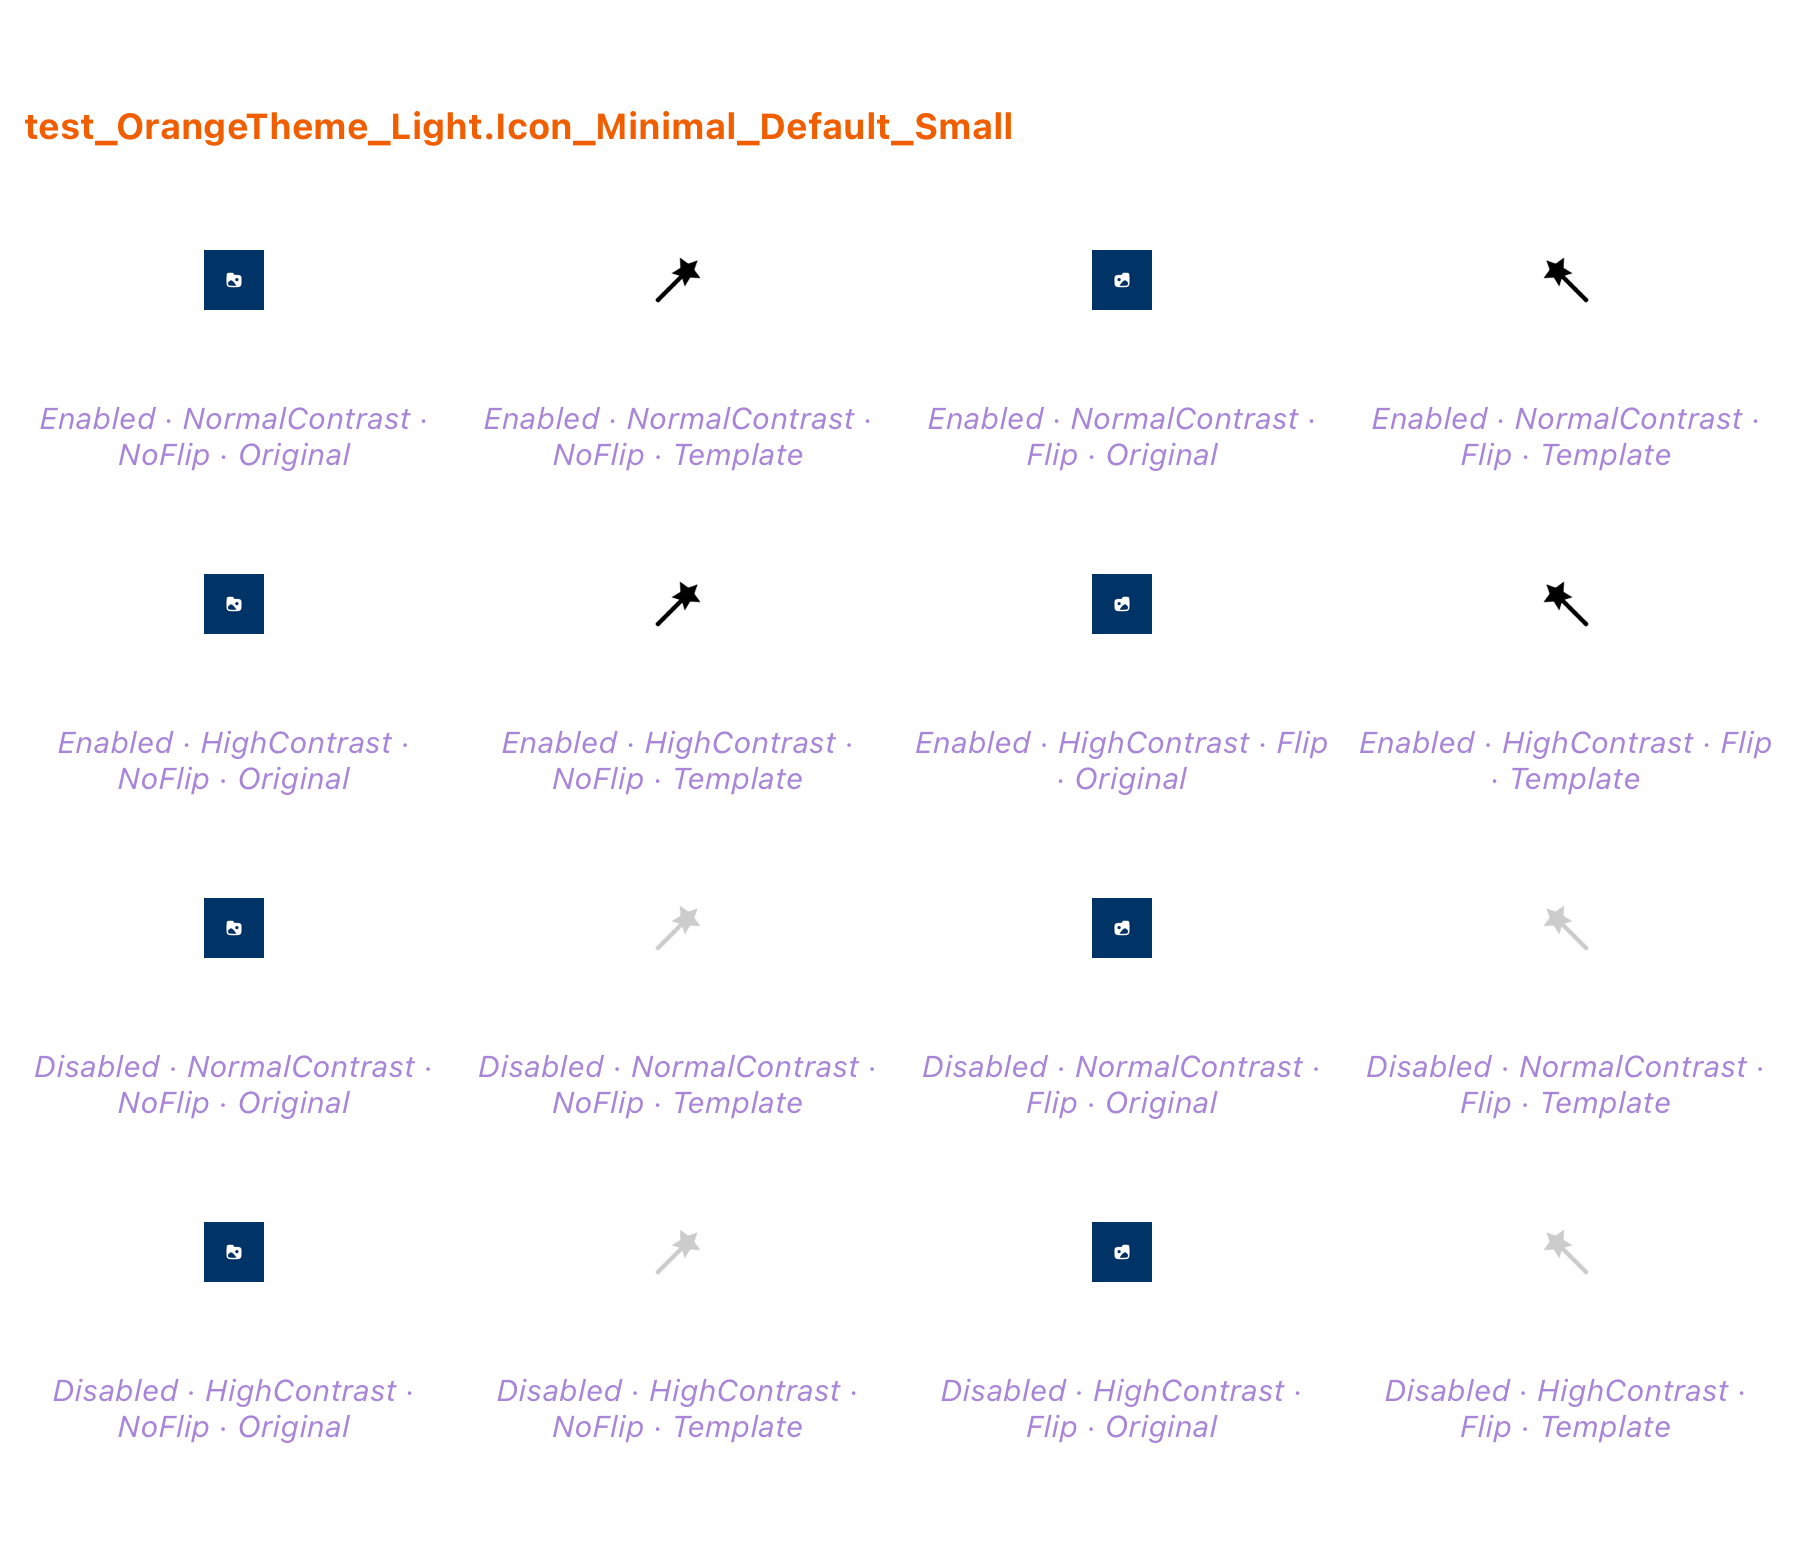 test_OrangeTheme_Light.Icon_Minimal_Default_Small
Enabled · NormalContrast ·
NoFlip · Original
Enabled · NormalContrast ·
NoFlip · Template
Enabled · NormalContrast ·
Flip · Original
Enabled · NormalContrast ·
Flip · Template
Enabled · HighContrast ·
NoFlip · Original
Enabled · HighContrast ·
NoFlip · Template
Enabled · HighContrast · Flip
· Original
Enabled · HighContrast · Flip
· Template
Disabled · NormalContrast ·
NoFlip · Original
Disabled · NormalContrast ·
NoFlip · Template
Disabled · NormalContrast ·
Flip · Original
Disabled · NormalContrast ·
Flip · Template
Disabled · HighContrast ·
NoFlip · Original
Disabled · HighContrast ·
NoFlip · Template
Disabled · HighContrast ·
Flip · Original
Disabled · HighContrast ·
Flip · Template